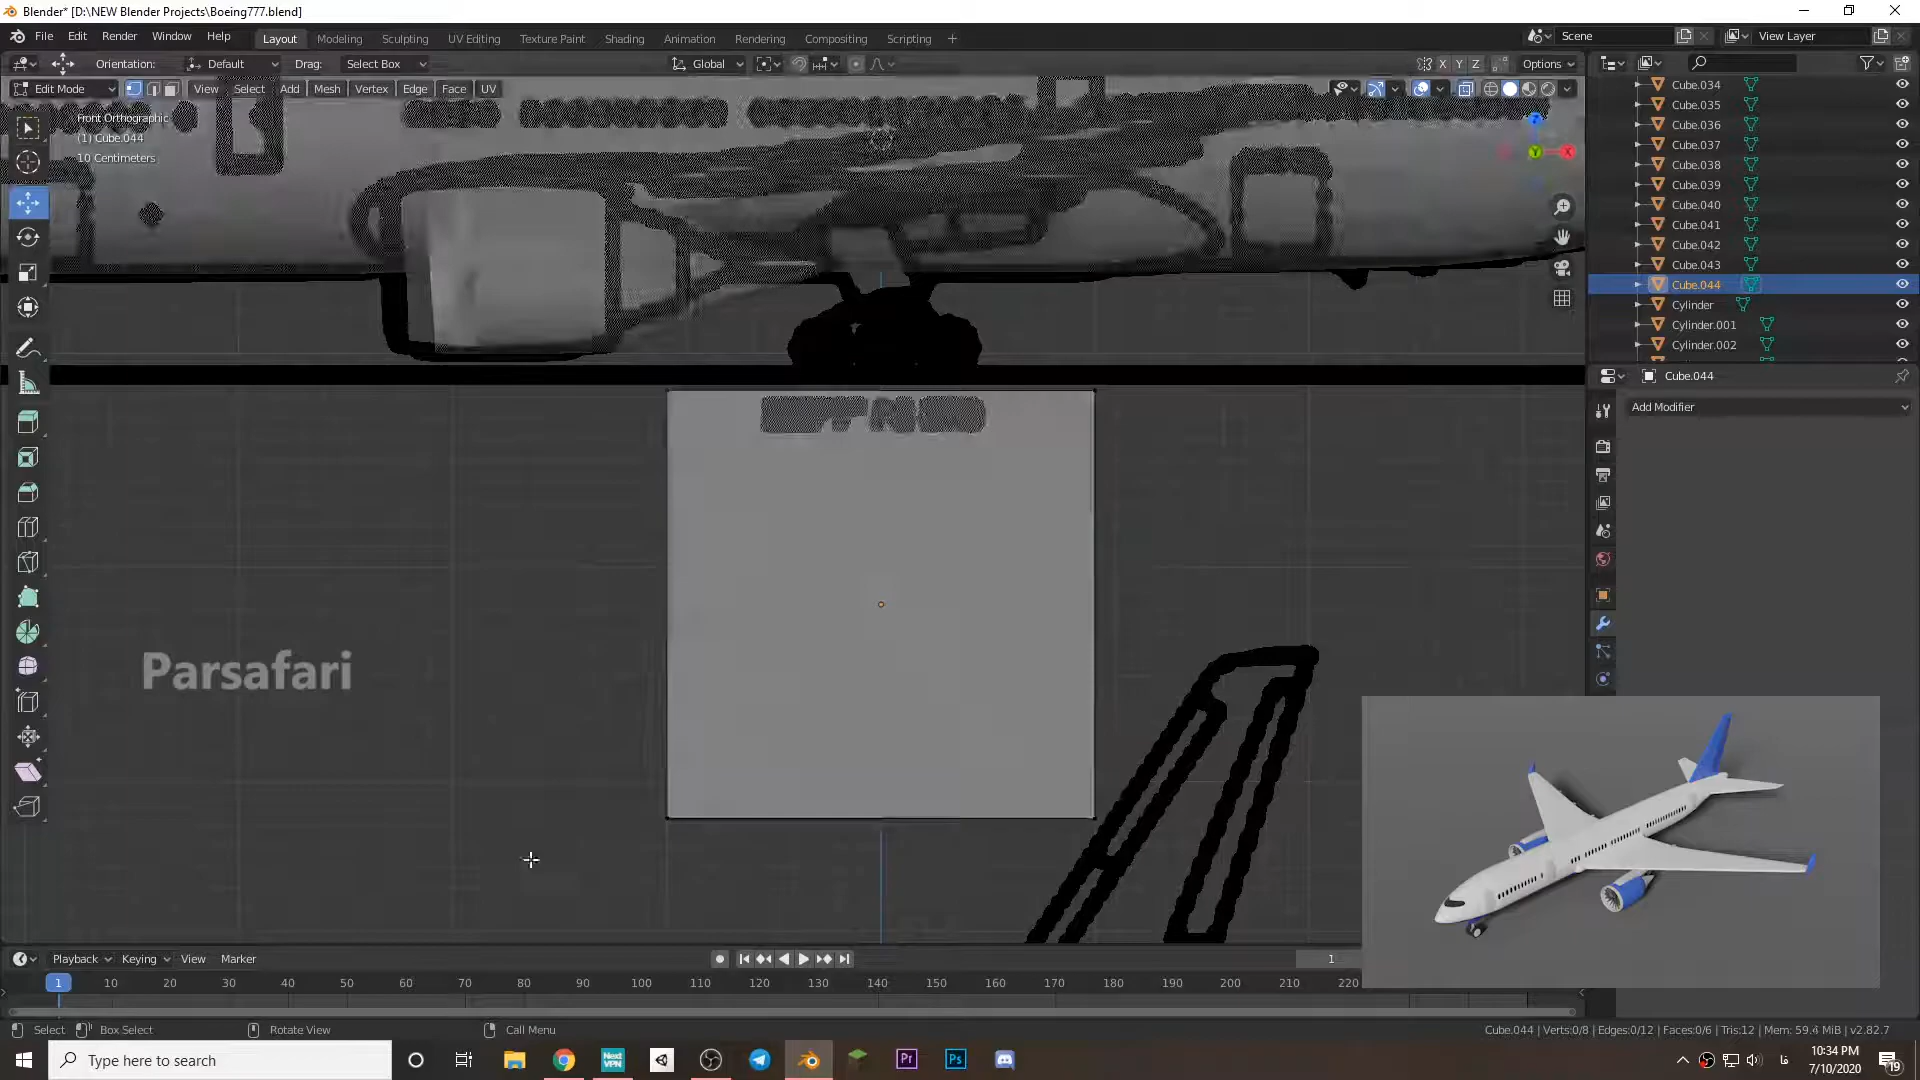 Blender* [D:\NEW Blender Projects\Boeing777.blend]
File Edit Render Window Help
Layout Modeling Sculpting UV Editing Texture Paint Shading Animation Rendering Compositing Scripting
Scene
View Layer
Orientation: Default Drag: Select Box
Global
X Y Z
Options
Edit Mode View Select Add Mesh Vertex Edge Face UV
Front Orthographic
(1) Cube.044
10 Centimeters
Z
Y
X
Cube.034
Cube.035
Cube.036
Cube.037
Cube.038
Cube.039
Cube.040
Cube.041
Cube.042
Cube.043
Cube.044
Cylinder
Cylinder.001
Cylinder.002
Cube.044
Add Modifier
Parsafari
Playback Keying View Marker
1
1 10 20 30 40 50 60 70 80 90 100 110 120 130 140 150 160 170 180 190 200 210 220
Select Box Select Rotate View Call Menu
Cube.044 | Verts:0/8 | Edges:0/12 | Faces:0/6 | Tris:12 | Mem: 59.4 MiB | v2.82.7
Type here to search
Next
VPN
Pr
Ps
فا
10:34 PM
7/10/2020
19